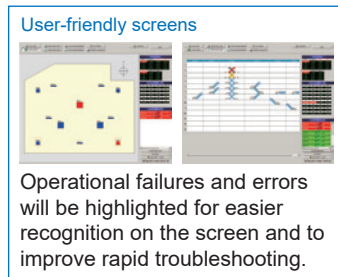 User-friendly screens
Operational failures and errors
will be highlighted for easier
recognition on the screen and to
improve rapid troubleshooting.